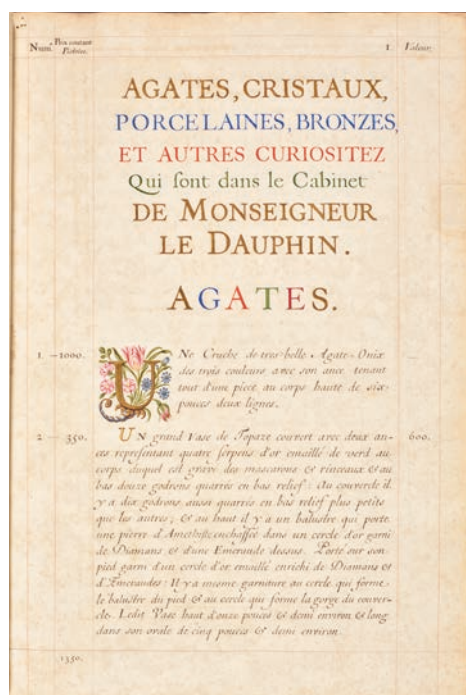 Num. Prix coutant 1. Valeur.
Pistoles.
AGATES, CRISTAUX,
PORCELAINES, BRONZES,
ET AUTRES CURIOSITEZ
Qui sont dans le Cabinet
DE MONSEIGNEUR
LE DAUPHIN.
AGATES.
1. - 1000. UNe Cruche de tres-belle Agate-Onix
des trois couleurs avec son ance tenant
tout d'une piece au corps haute de six
pouces deux lignes.
2. - 350. UN grand Vase de Topaze couvert avec deux an- 600.
ces representant quatre serpens d'or emaillé de verd au
corps duquel est gravé des mascarons & rinceaux & au
bas douze godrons quarrés en bas relief: Au couvercle il
y a dix godrons aussi quarrés en bas relief plus petits
que les autres; & au haut il y a un balustre qui porte
une pierre d'Amethiste enchassée dans un cercle d'or garni
de Diamans & d'une Emeraude dessus. Porté sur son
pied garni d'un cercle d'or emaillé enrichi de Diamans &
d'Emeraudes: Il y a mesme garniture au cercle qui forme
le balustre du pied & au cercle qui forme la gorge du couver-
cle. Ledit Vase haut d'onze pouces & demi environ & long
dans son ovale de cinq pouces & demi environ.
1350.